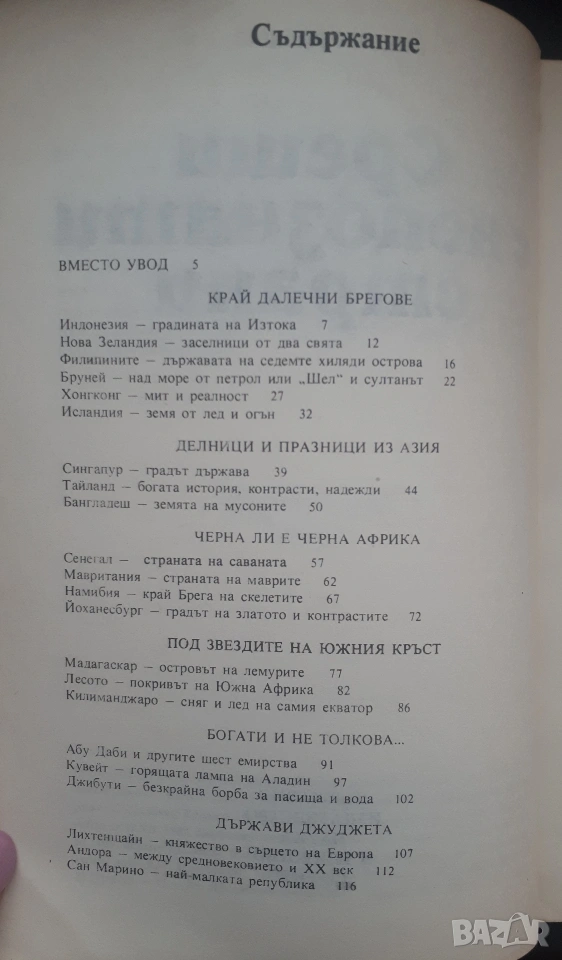 Съдържание
ВМЕСТО УВОД 5
КРАЙ ДАЛЕЧНИ БРЕГОВЕ
Индонезия – градината на Изтока 7
Нова Зеландия – заселници от два свята 12
Филипините – държавата на седемте хиляди острова 16
Бруней – над море от петрол или „Шел" и султанът 22
Хонгконг – мит и реалност 27
Исландия – земя от лед и огън 32
ДЕЛНИЦИ И ПРАЗНИЦИ ИЗ АЗИЯ
Сингапур – градът държава 39
Тайланд – богата история, контрасти, надежди 44
Бангладеш – земята на мусоните 50
ЧЕРНА ЛИ Е ЧЕРНА АФРИКА
Сенегал – страната на саваната 57
Мавритания – страната на маврите 62
Намибия – край Брега на скелетите 67
Йоханесбург – градът на златото и контрастите 72
ПОД ЗВЕЗДИТЕ НА ЮЖНИЯ КРЪСТ
Мадагаскар – островът на лемурите 77
Лесото – покривът на Южна Африка 82
Килиманджаро – сняг и лед на самия екватор 86
БОГАТИ И НЕ ТОЛКОВА...
Абу Даби и другите шест емирства 91
Кувейт – горящата лампа на Аладин 97
Джибути – безкрайна борба за пасища и вода 102
ДЪРЖАВИ ДЖУДЖЕТА
Лихтенщайн – княжество в сърцето на Европа 107
Андора – между средновековието и XX век 112
Сан Марино – най-малката република 116
BAZAR